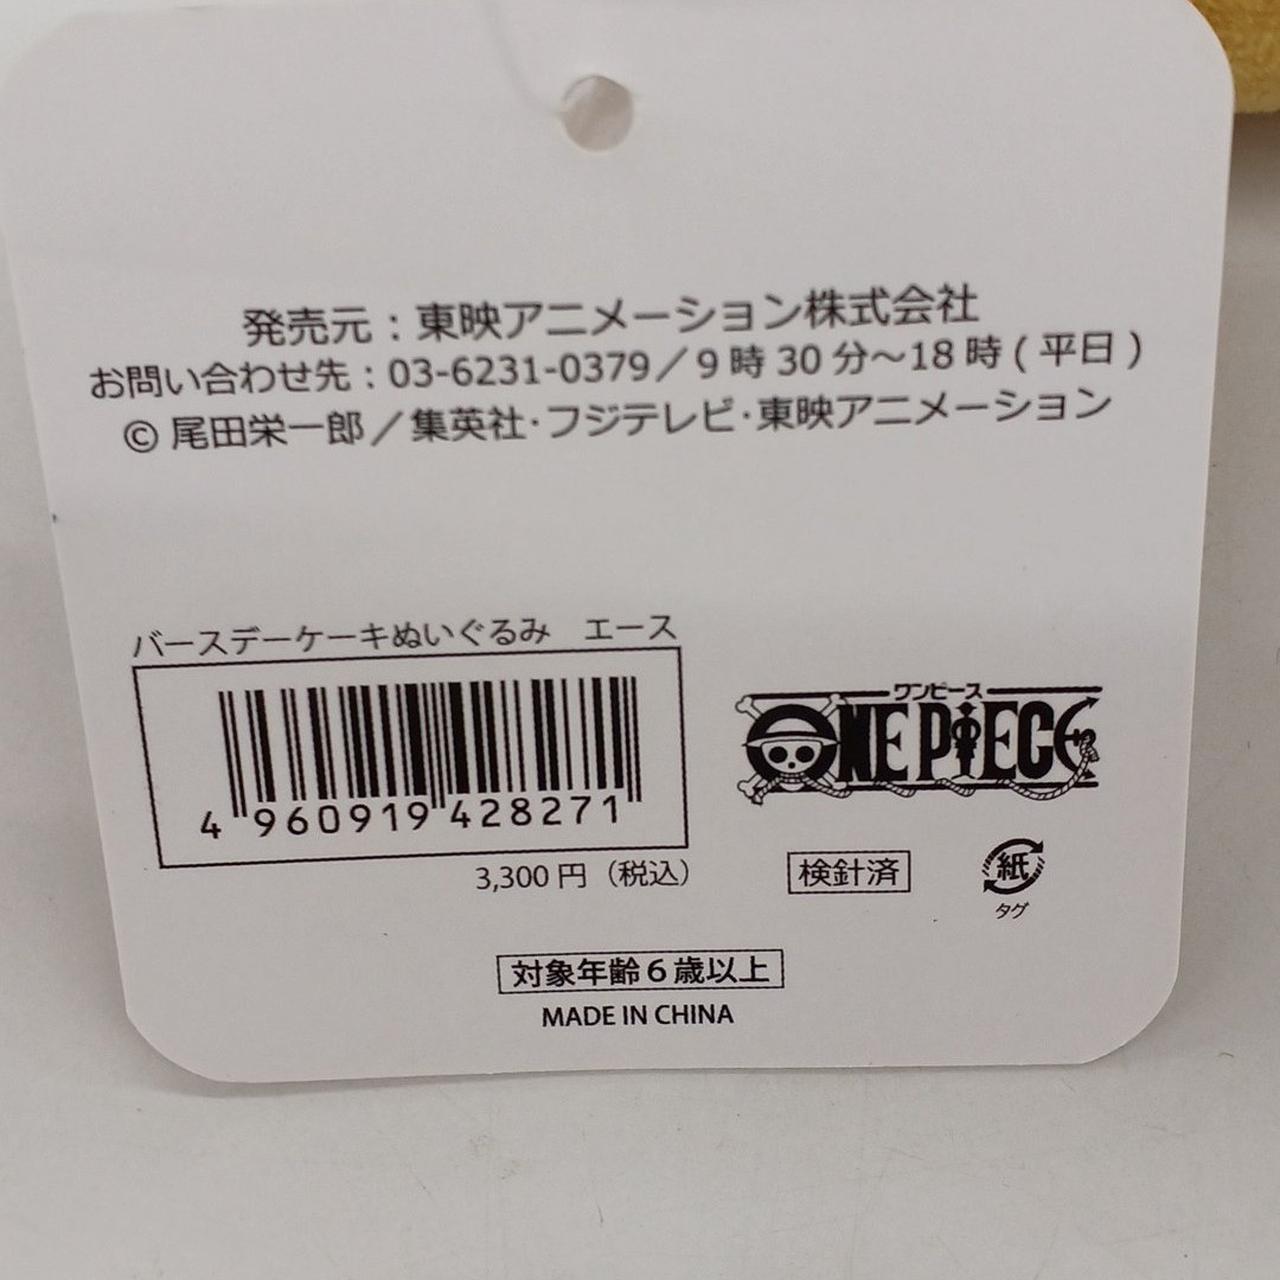 発売元：東映アニメーション株式会社
お問い合わせ先：03-6231-0379／9時30分～18時(平日)
© 尾田栄一郎／集英社・フジテレビ・東映アニメーション
バースデーケーキぬいぐるみ　エース
4 960919 428271
3,300円（税込）
ワンピース
ONE PIECE
検針済
紙
タグ
対象年齢6歳以上
MADE IN CHINA